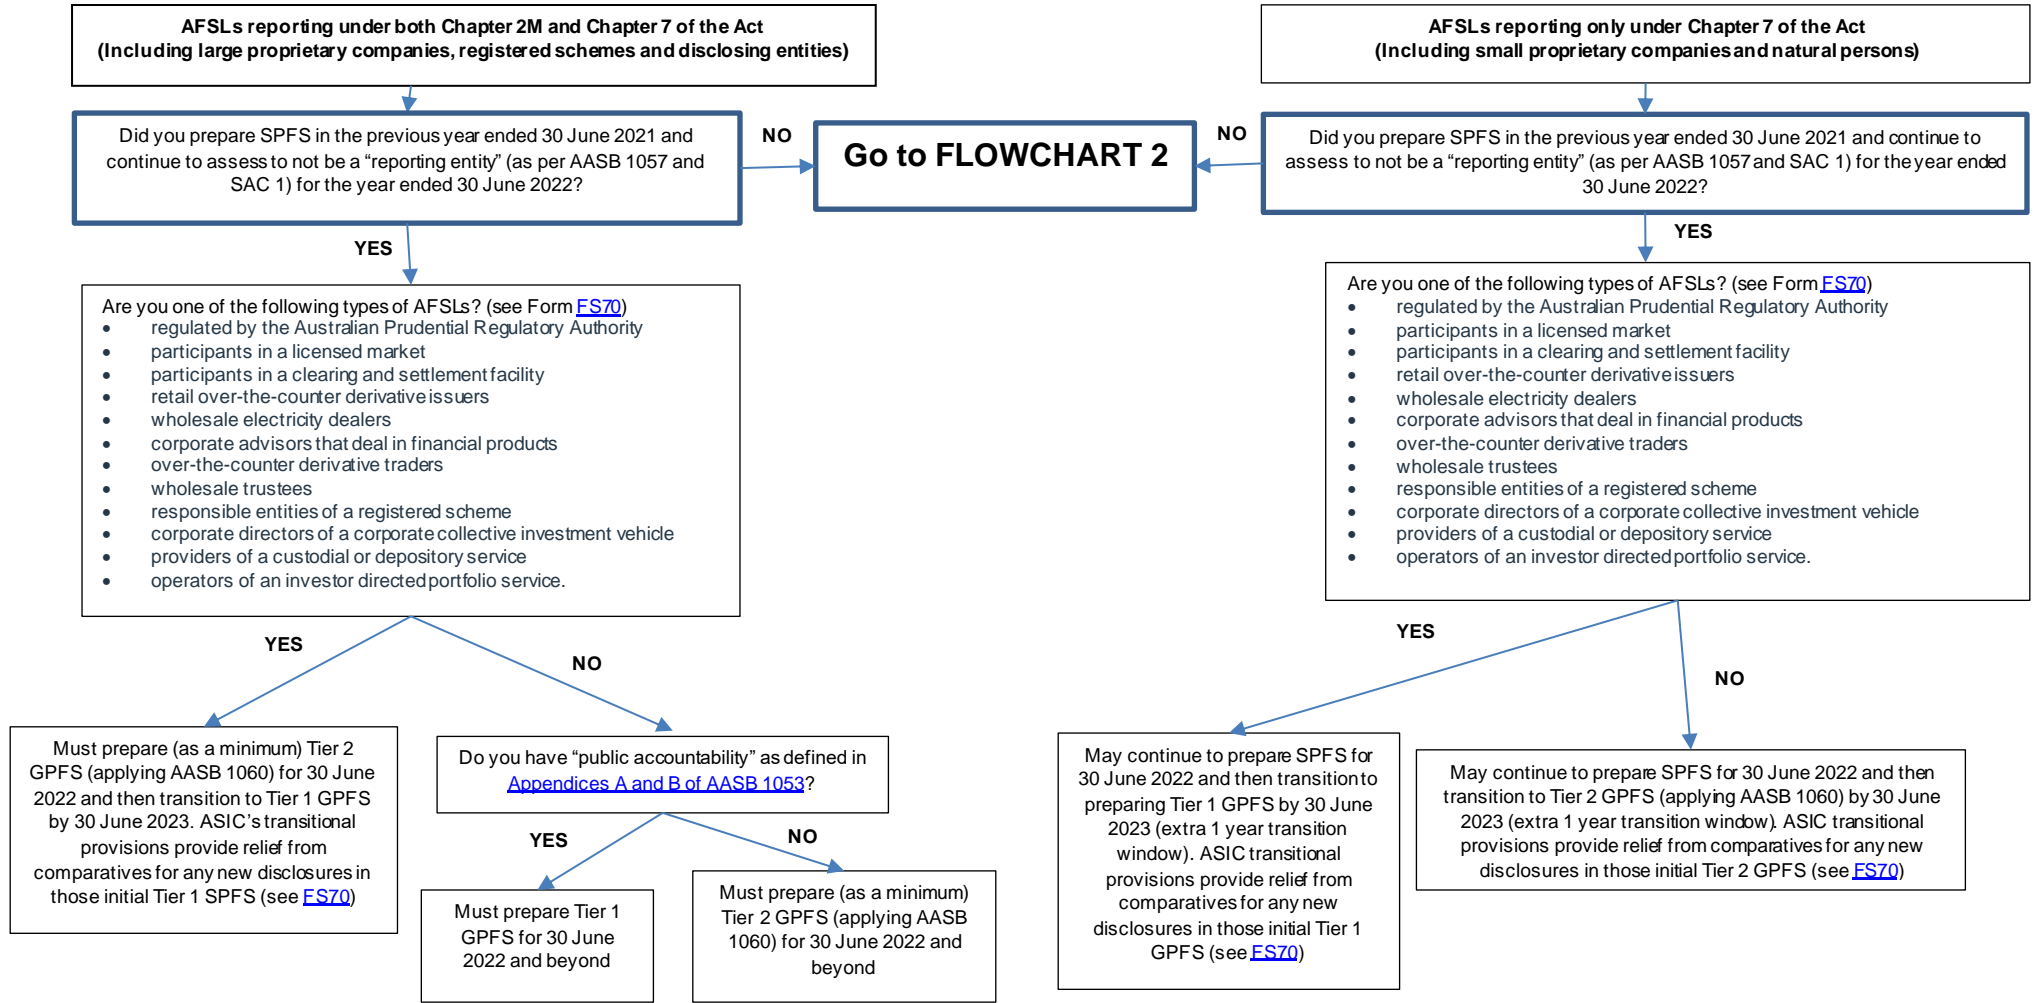 AFSLs reporting under both Chapter 2M and Chapter 7 of the Act
(Including large proprietary companies, registered schemes and disclosing entities)
Did you prepare SPFS in the previous year ended 30 June 2021 and
continue to assess to not be a “reporting entity” (as per AASB 1057 and
SAC 1) for the year ended 30 June 2022?
NO
Go to FLOWCHART 2
NO
AFSLs reporting only under Chapter 7 of the Act
(Including small proprietary companies and natural persons)
Did you prepare SPFS in the previous year ended 30 June 2021 and continue to
assess to not be a “reporting entity” (as per AASB 1057 and SAC 1) for the year ended
30 June 2022?
YES
Are you one of the following types of AFSLs? (see Form FS70)
• regulated by the Australian Prudential Regulatory Authority
• participants in a licensed market
• participants in a clearing and settlement facility
• retail over-the-counter derivative issuers
• wholesale electricity dealers
• corporate advisors that deal in financial products
• over-the-counter derivative traders
• wholesale trustees
• responsible entities of a registered scheme
• corporate directors of a corporate collective investment vehicle
• providers of a custodial or depository service
• operators of an investor directed portfolio service.
YES
Are you one of the following types of AFSLs? (see Form FS70)
• regulated by the Australian Prudential Regulatory Authority
• participants in a licensed market
• participants in a clearing and settlement facility
• retail over-the-counter derivative issuers
• wholesale electricity dealers
• corporate advisors that deal in financial products
• over-the-counter derivative traders
• wholesale trustees
• responsible entities of a registered scheme
• corporate directors of a corporate collective investment vehicle
• providers of a custodial or depository service
• operators of an investor directed portfolio service.
YES
NO
Must prepare (as a minimum) Tier 2
GPFS (applying AASB 1060) for 30 June
2022 and then transition to Tier 1 GPFS
by 30 June 2023. ASIC’s transitional
provisions provide relief from
comparatives for any new disclosures in
those initial Tier 1 SPFS (see FS70)
Do you have “public accountability” as defined in
Appendices A and B of AASB 1053?
YES
NO
Must prepare Tier 1
GPFS for 30 June
2022 and beyond
Must prepare (as a minimum)
Tier 2 GPFS (applying AASB
1060) for 30 June 2022 and
beyond
YES
NO
May continue to prepare SPFS for
30 June 2022 and then transition to
preparing Tier 1 GPFS by 30 June
2023 (extra 1 year transition
window). ASIC transitional
provisions provide relief from
comparatives for any new
disclosures in those initial Tier 1
GPFS (see FS70)
May continue to prepare SPFS for 30 June 2022 and then
transition to Tier 2 GPFS (applying AASB 1060) by 30 June
2023 (extra 1 year transition window). ASIC transitional
provisions provide relief from comparatives for any new
disclosures in those initial Tier 2 GPFS (see FS70)